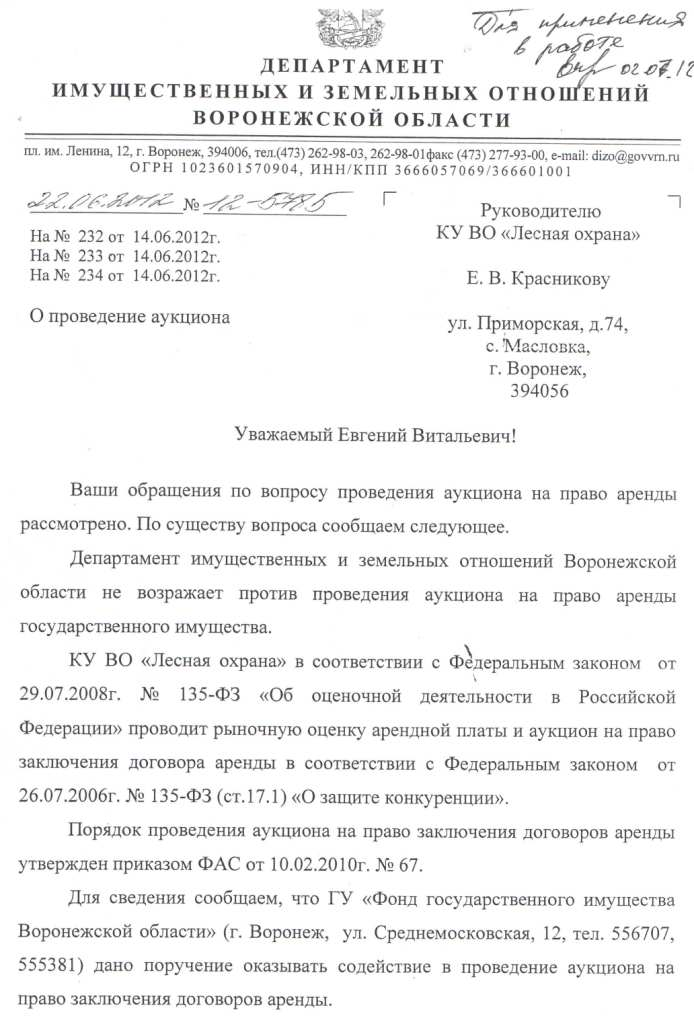 Для применения
в работе
02.07.12
ДЕПАРТАМЕНТ
ИМУЩЕСТВЕННЫХ И ЗЕМЕЛЬНЫХ ОТНОШЕНИЙ
ВОРОНЕЖСКОЙ ОБЛАСТИ
пл. им. Ленина, 12, г. Воронеж, 394006, тел.(473) 262-98-03, 262-98-01факс (473) 277-93-00, e-mail: dizo@govvrn.ru
ОГРН 1023601570904, ИНН/КПП 3666057069/366601001
22.06.2012 № 12-5785
На № 232 от 14.06.2012г.
На № 233 от 14.06.2012г.
На № 234 от 14.06.2012г.
О проведение аукциона
Руководителю
КУ ВО «Лесная охрана»
Е. В. Красникову
ул. Приморская, д.74,
с. Масловка,
г. Воронеж,
394056
Уважаемый Евгений Витальевич!
Ваши обращения по вопросу проведения аукциона на право аренды
рассмотрено. По существу вопроса сообщаем следующее.
Департамент имущественных и земельных отношений Воронежской
области не возражает против проведения аукциона на право аренды
государственного имущества.
КУ ВО «Лесная охрана» в соответствии с Федеральным законом от
29.07.2008г. № 135-ФЗ «Об оценочной деятельности в Российской
Федерации» проводит рыночную оценку арендной платы и аукцион на право
заключения договора аренды в соответствии с Федеральным законом от
26.07.2006г. № 135-ФЗ (ст.17.1) «О защите конкуренции».
Порядок проведения аукциона на право заключения договоров аренды
утвержден приказом ФАС от 10.02.2010г. № 67.
Для сведения сообщаем, что ГУ «Фонд государственного имущества
Воронежской области» (г. Воронеж, ул. Среднемосковская, 12, тел. 556707,
555381) дано поручение оказывать содействие в проведение аукциона на
право заключения договоров аренды.